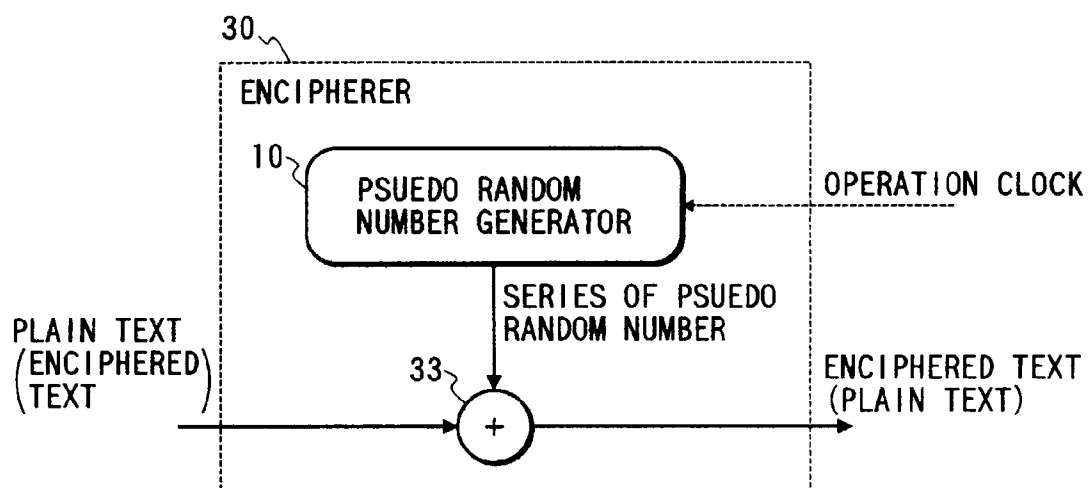 30
ENCIPHERER
10
PSUEDO RANDOM
NUMBER GENERATOR
OPERATION CLOCK
SERIES OF PSUEDO
RANDOM NUMBER
PLAIN TEXT
(ENCIPHERED)
TEXT
33
+
ENCIPHERED TEXT
(PLAIN TEXT)